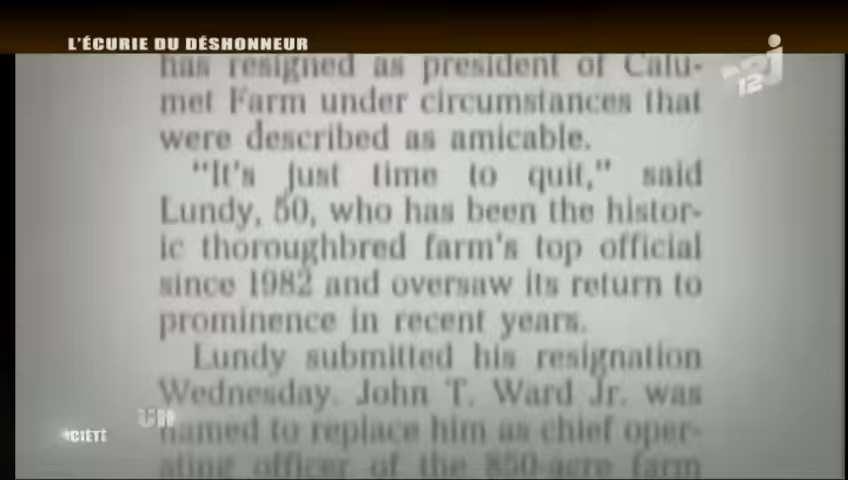 L'ÉCURIE DU DÉSHONNEUR
NRJ
12
has resigned as president of Calu-
met Farm under circumstances that
were described as amicable.
"It's just time to quit," said
Lundy, 50, who has been the histor-
ic thoroughbred farm's top official
since 1982 and oversaw its return to
prominence in recent years.
Lundy submitted his resignation
Wednesday. John T. Ward Jr. was
named to replace him as chief oper-
ating officer of the 850-acre farm